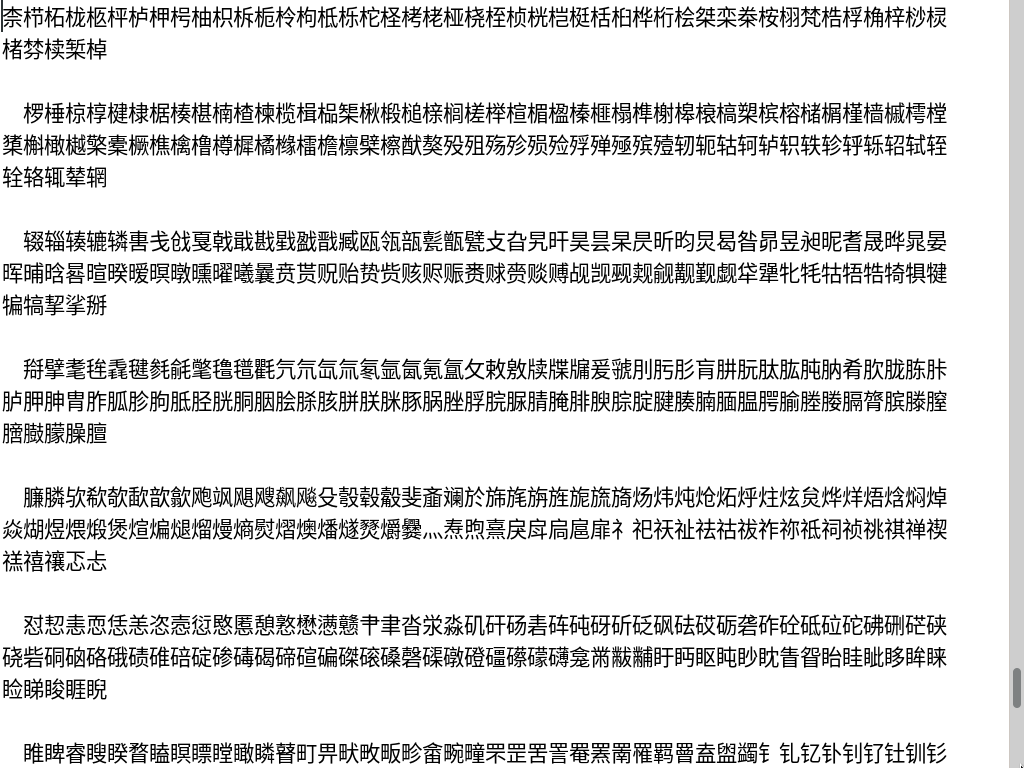 柰栉柘栊柩枰栌柙枵柚枳柝栀柃枸柢栎柁柽栲栳桠桡桎桢桄桤梃栝桕桦桁桧桀栾桊桉栩梵梏桴桷梓桫棂
楮棼椟椠棹
椤棰椋椁楗棣椐楱椹楠楂楝榄楫榀榘楸椴槌榇榈槎榉楦楣楹榛榧榻榫榭槔榱槁槊槟榕槠榍槿樯槭樗樘
橥槲橄樾檠橐橛樵檎橹樽樨橘橼檑檐檩檗檫猷獒殁殂殇殄殒殓殍殚殛殡殪轫轭轱轲轳轵轶轸轷轹轺轼轾
辁辂辄辇辋
辍辎辏辘辚軎戋戗戛戟戢戡戥戤戬臧瓯瓴瓿甏甑甓攴旮旯旰昊昙杲昃昕昀炅曷昝昴昱昶昵耆晟晔晁晏
晖晡晗晷暄暌暧暝暾曛曜曦曩贲贳贶贻贽赀赅赆赈赉赇赍赕赙觇觊觋觌觎觏觐觑牮犟牝牦牯牾牿犄犋犍
犏犒挈挲掰
搿擘耄毪毳毽毵毹氅氇氆氍氕氘氙氚氡氩氤氪氲攵敕敫牍牒牖爰虢刖肟肜肓肼朊肽肱肫肭肴肷胧胨胩
胪胛胂胄胙胍胗朐胝胫胱胴胭脍脎胲胼朕脒豚脶脞脬脘脲腈腌腓腴腙腚腱腠腩腼腽腭腧塍媵膈膂膑滕膣
膪臌朦臊膻
臁膦欤欷欹歃歆歙飑飒飓飕飙飚殳彀毂觳斐齑斓於旆旄旃旌旎旒旖炀炜炖炝炻烀炷炫炱烨烊焐焓焖焯
焱煳煜煨煅煲煊煸煺熘熳熵熨熠燠燔燧燹爝爨灬焘煦熹戾戽扃扈扉礻祀祆祉祛祜祓祚祢祗祠祯祧祺禅禊
禚禧禳忑忐
怼恝恚恧恁恙恣悫愆愍慝憩憝懋懑戆肀聿沓泶淼矶矸砀砉砗砘砑斫砭砜砝砹砺砻砟砼砥砬砣砩硎硭硖
硗砦硐硇硌硪碛碓碚碇碜碡碣碲碹碥磔磙磉磬磲礅磴礓礤礞礴龛黹黻黼盱眄眍盹眇眈眚眢眙眭眦眵眸睐
睑睇睃睚睨
睢睥睿瞍睽瞀瞌瞑瞟瞠瞰瞵瞽町畀畎畋畈畛畲畹疃罘罡罟詈罨罴罱罹羁罾盍盥蠲钅钆钇钋钊钌钍钏钐